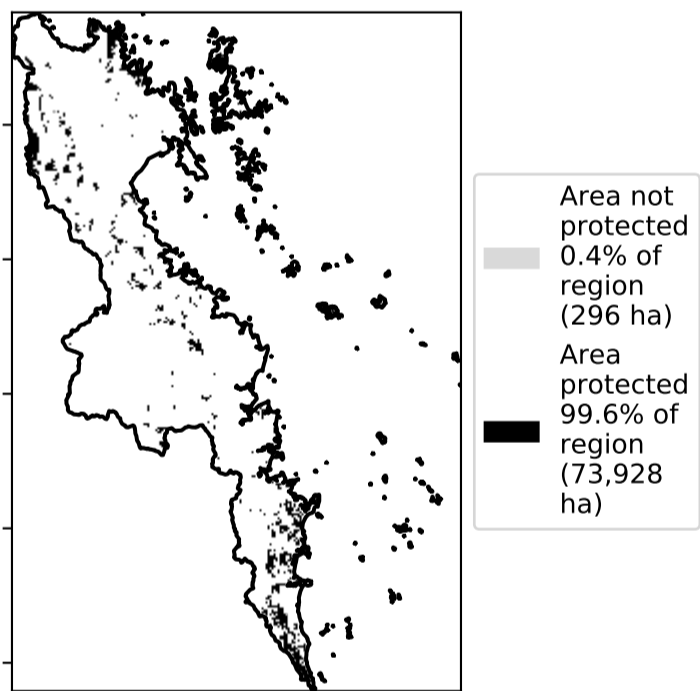 Area not
protected
0.4% of
region
(296 ha)
Area
protected
99.6% of
region
(73,928
ha)